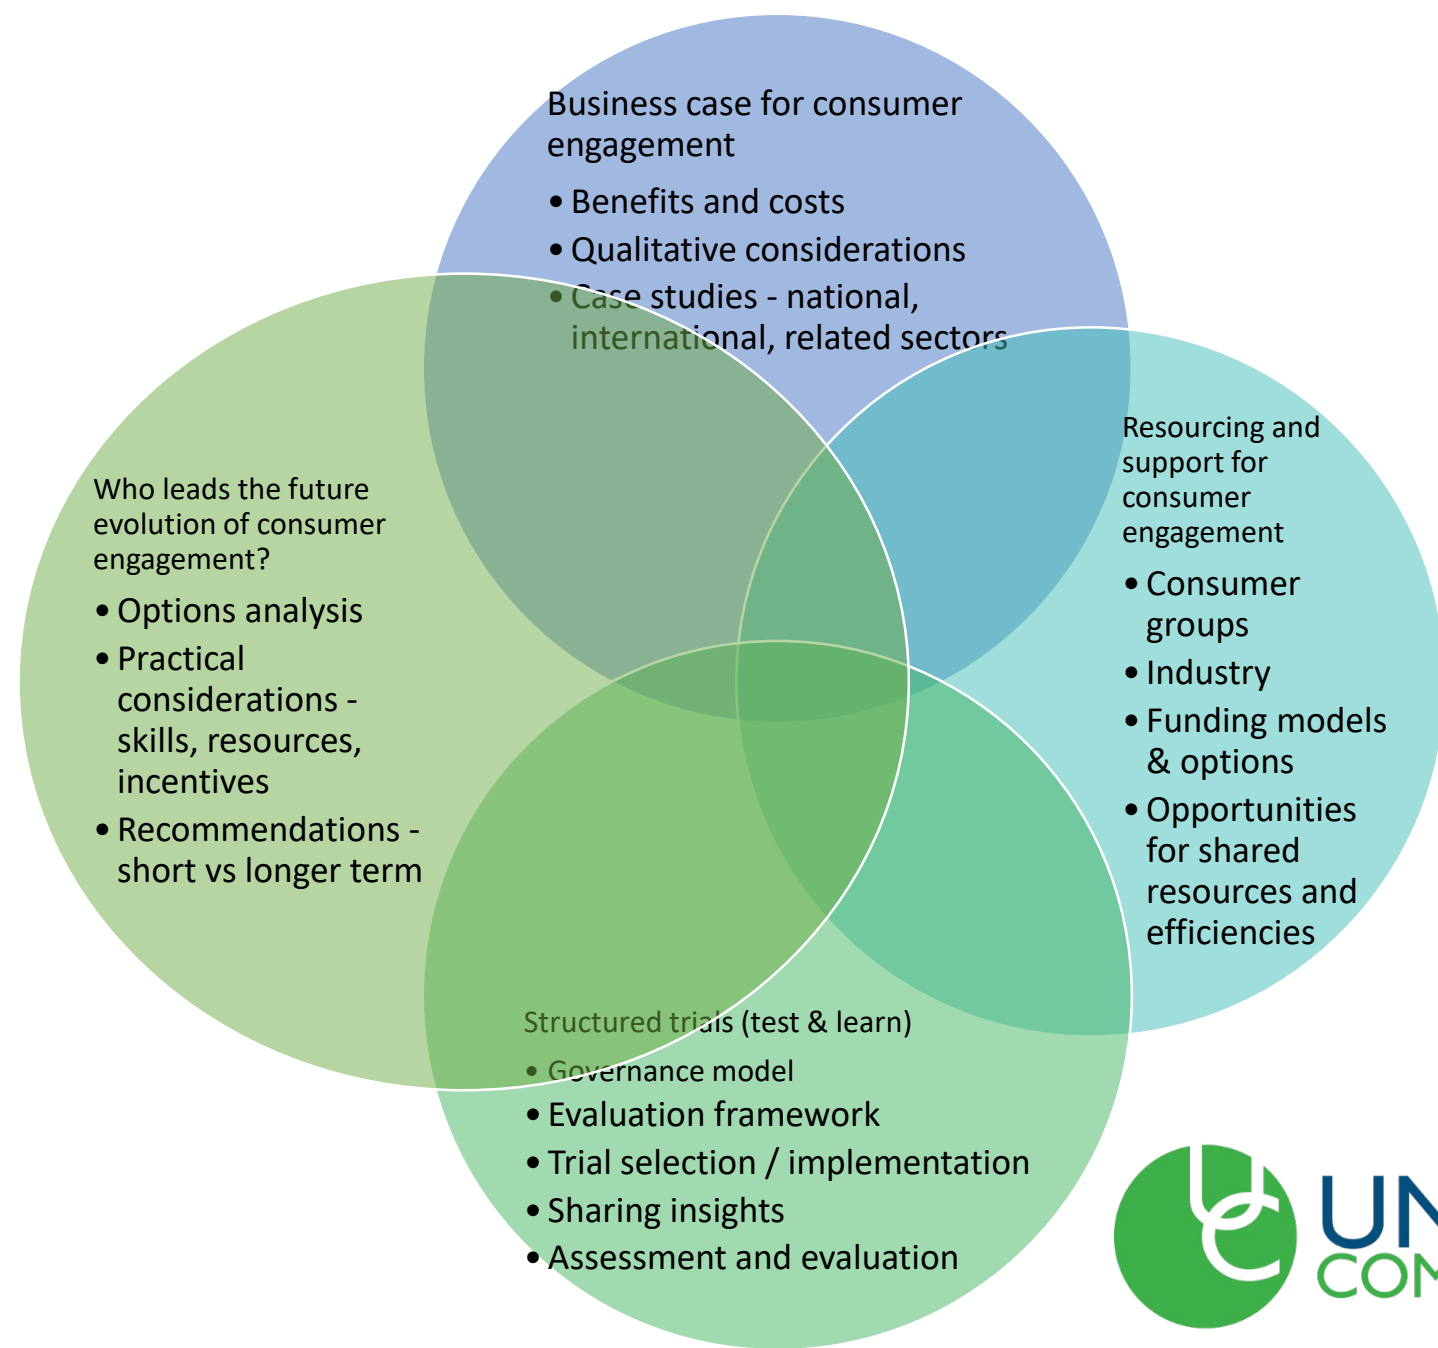 Business case for consumer
engagement
• Benefits and costs
• Qualitative considerations
• Case studies - national,
international, related sectors
Who leads the future
evolution of consumer
engagement?
• Options analysis
• Practical
considerations -
skills, resources,
incentives
• Recommendations -
short vs longer term
Resourcing and
support for
consumer
engagement
• Consumer
groups
• Industry
• Funding models
& options
• Opportunities
for shared
resources and
efficiencies
Structured trials (test & learn)
• Governance model
• Evaluation framework
• Trial selection / implementation
• Sharing insights
• Assessment and evaluation
UC